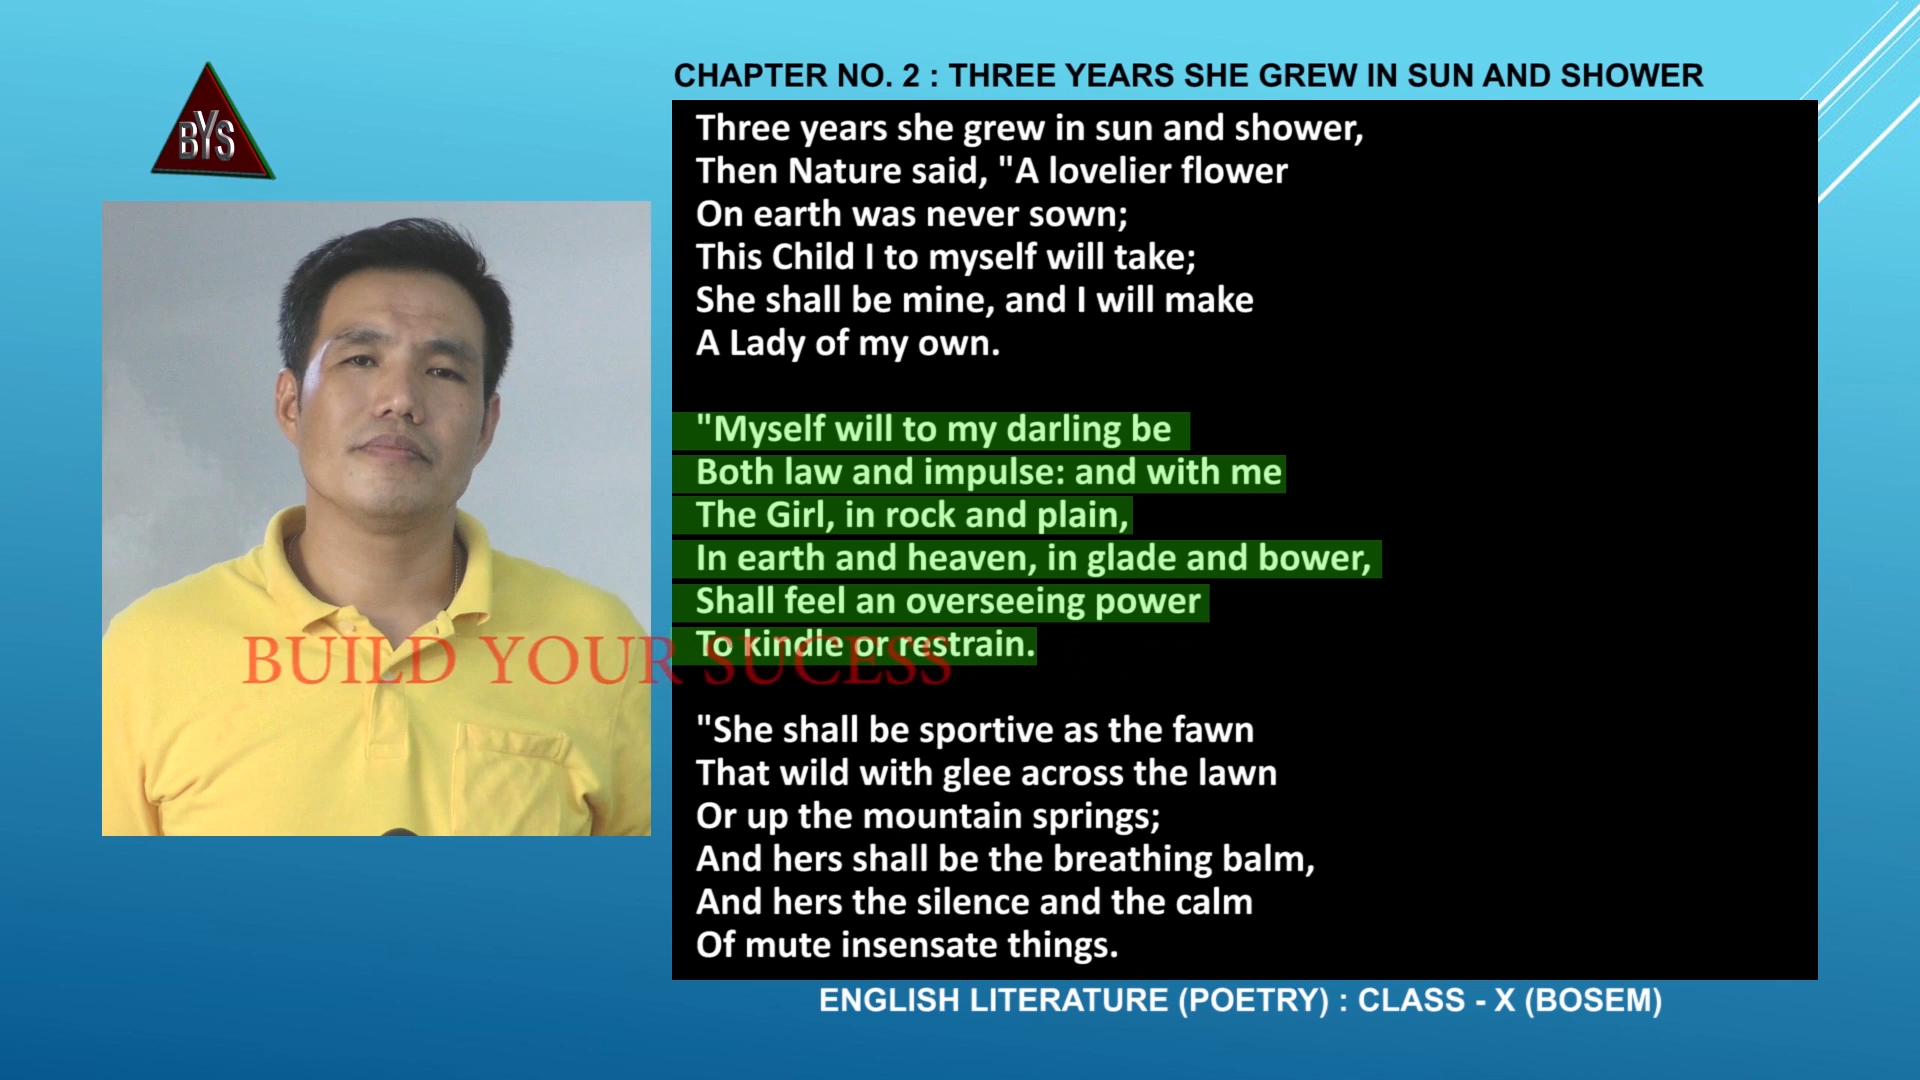 BYS
CHAPTER NO. 2 : THREE YEARS SHE GREW IN SUN AND SHOWER
Three years she grew in sun and shower,
Then Nature said, "A lovelier flower
On earth was never sown;
This Child I to myself will take;
She shall be mine, and I will make
A Lady of my own.
"Myself will to my darling be
Both law and impulse: and with me
The Girl, in rock and plain,
In earth and heaven, in glade and bower,
Shall feel an overseeing power
To kindle or restrain.
BUILD YOUR SUCESS
"She shall be sportive as the fawn
That wild with glee across the lawn
Or up the mountain springs;
And hers shall be the breathing balm,
And hers the silence and the calm
Of mute insensate things.
ENGLISH LITERATURE (POETRY) : CLASS - X (BOSEM)